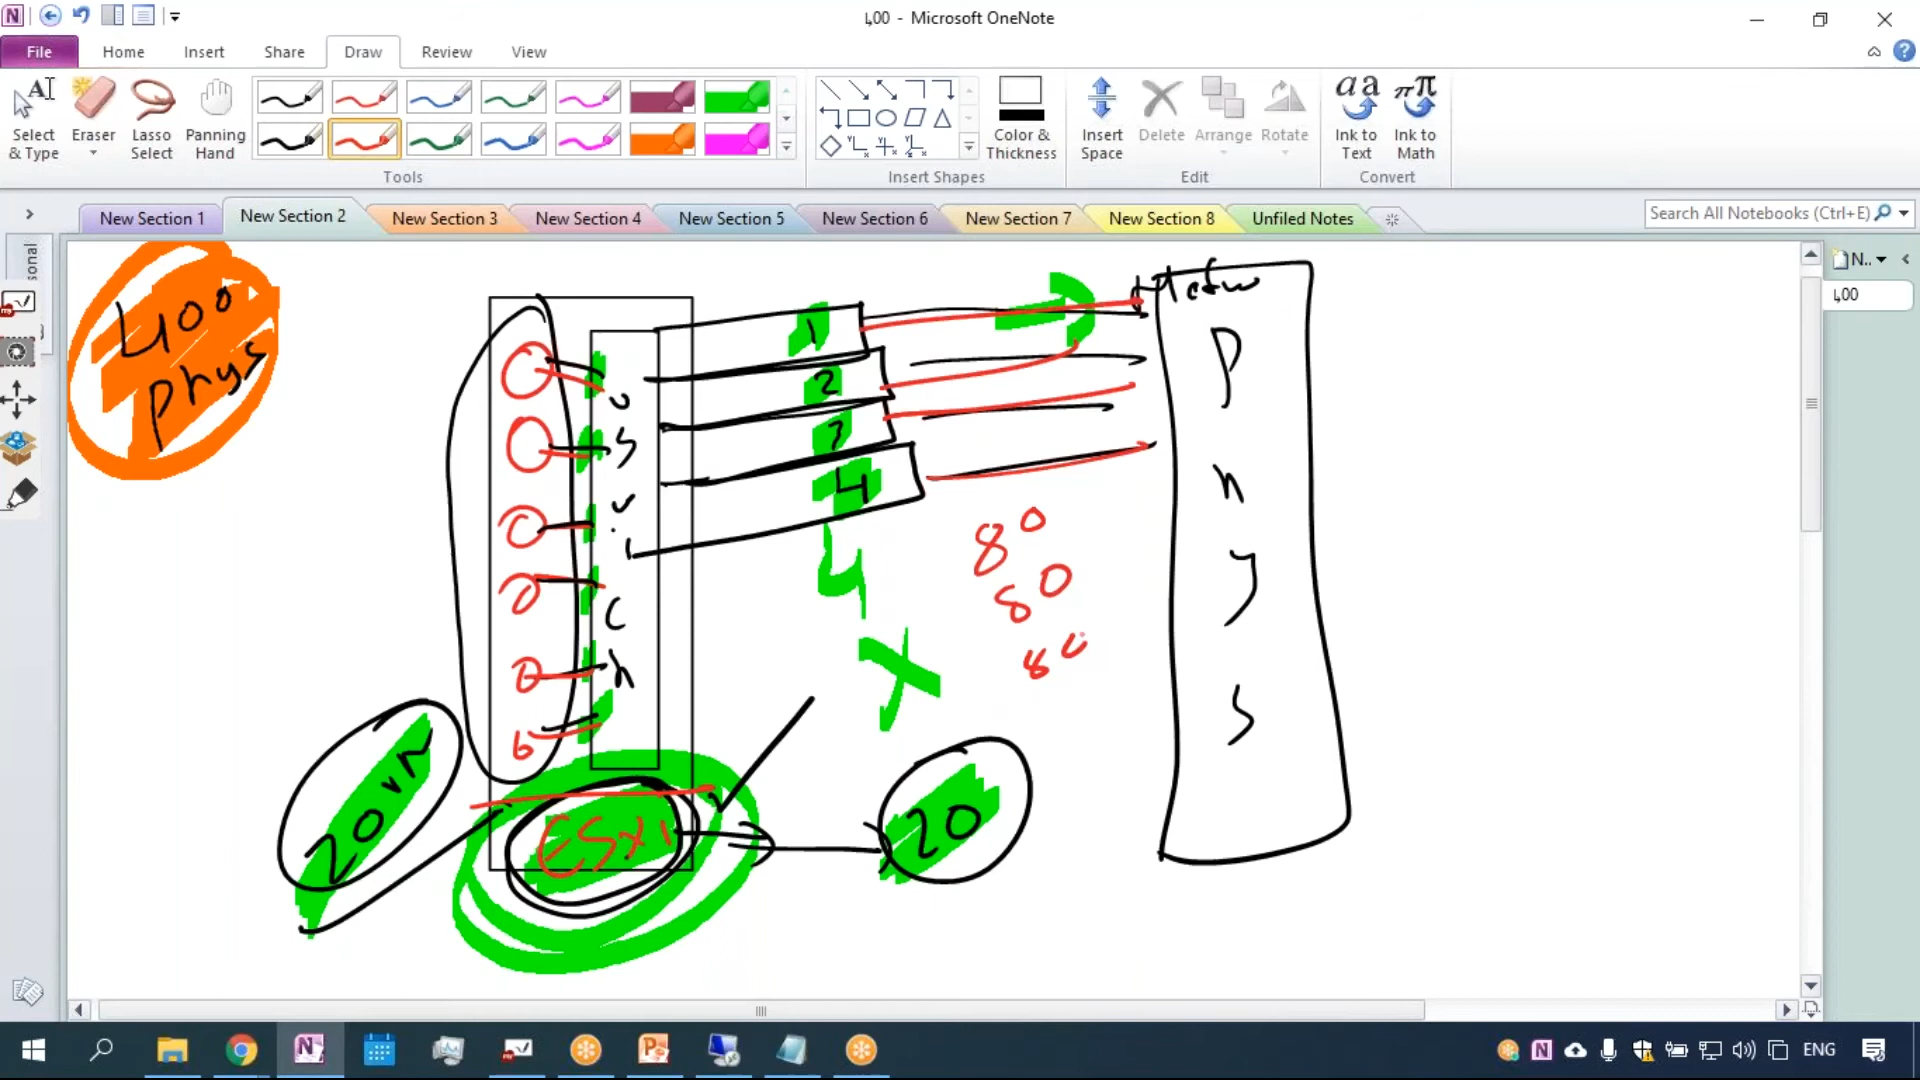 400 - Microsoft OneNote
File
Home
Insert
Share
Draw
Review
View
Select
& Type
Eraser
Lasso
Select
Panning
Hand
Color &
Thickness
Insert
Space
Delete
Arrange
Rotate
Ink to
Text
Ink to
Math
Tools
Insert Shapes
Edit
Convert
New Section 1
New Section 2
New Section 3
New Section 4
New Section 5
New Section 6
New Section 7
New Section 8
Unfiled Notes
Search All Notebooks (Ctrl+E)
sonal
N..
400
400
phys
1
2
3
4
4
80
80
80
20
ESXi
ENG